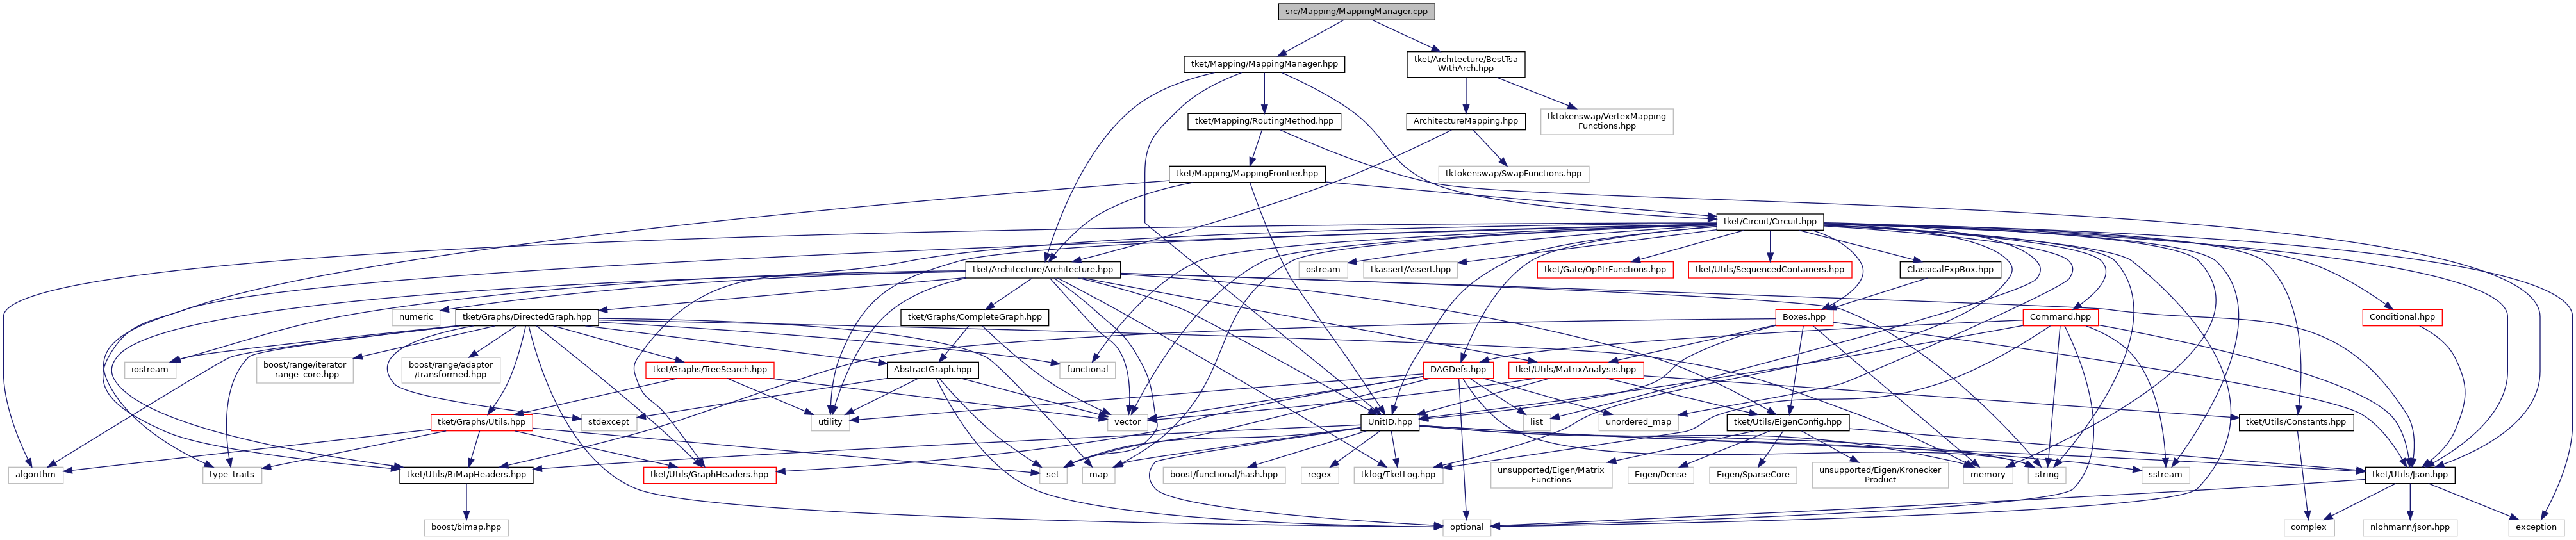 src/Mapping/MappingManager.cpp
tket/Mapping/MappingManager.hpp
tket/Architecture/BestTsa
WithArch.hpp
tket/Mapping/RoutingMethod.hpp
ArchitectureMapping.hpp
tktokenswap/VertexMapping
Functions.hpp
tket/Mapping/MappingFrontier.hpp
tktokenswap/SwapFunctions.hpp
tket/Circuit/Circuit.hpp
tket/Architecture/Architecture.hpp
ostream
tkassert/Assert.hpp
tket/Gate/OpPtrFunctions.hpp
tket/Utils/SequencedContainers.hpp
ClassicalExpBox.hpp
numeric
tket/Graphs/DirectedGraph.hpp
tket/Graphs/CompleteGraph.hpp
Boxes.hpp
Command.hpp
Conditional.hpp
iostream
boost/range/iterator
_range_core.hpp
boost/range/adaptor
/transformed.hpp
tket/Graphs/TreeSearch.hpp
AbstractGraph.hpp
functional
DAGDefs.hpp
tket/Utils/MatrixAnalysis.hpp
tket/Graphs/Utils.hpp
stdexcept
utility
vector
UnitID.hpp
list
unordered_map
tket/Utils/EigenConfig.hpp
tket/Utils/Constants.hpp
algorithm
type_traits
tket/Utils/BiMapHeaders.hpp
tket/Utils/GraphHeaders.hpp
set
map
boost/functional/hash.hpp
regex
tklog/TketLog.hpp
unsupported/Eigen/Matrix
Functions
Eigen/Dense
Eigen/SparseCore
unsupported/Eigen/Kronecker
Product
memory
string
sstream
tket/Utils/Json.hpp
boost/bimap.hpp
optional
complex
nlohmann/json.hpp
exception